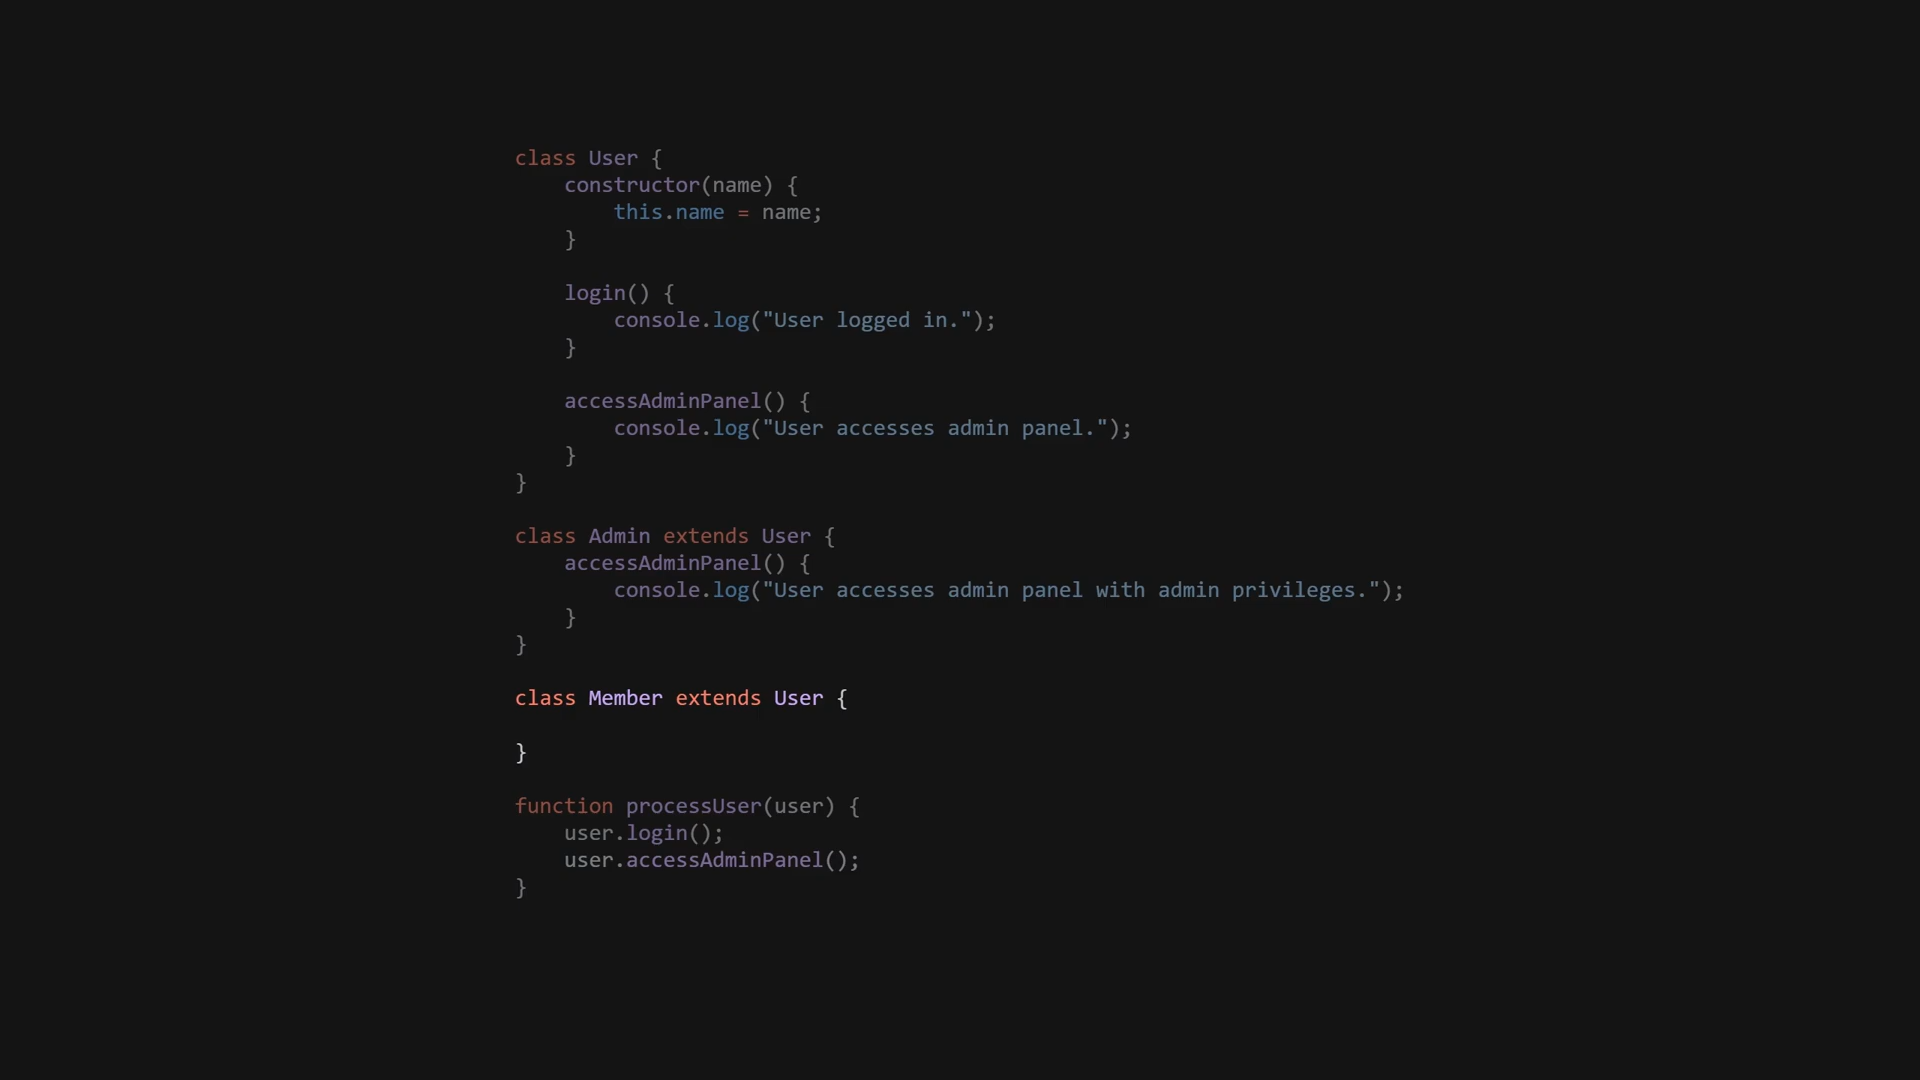 class User {
    constructor(name) {
        this.name = name;
    }

    login() {
        console.log("User logged in.");
    }

    accessAdminPanel() {
        console.log("User accesses admin panel.");
    }
}

class Admin extends User {
    accessAdminPanel() {
        console.log("User accesses admin panel with admin privileges.");
    }
}

class Member extends User {

}

function processUser(user) {
    user.login();
    user.accessAdminPanel();
}